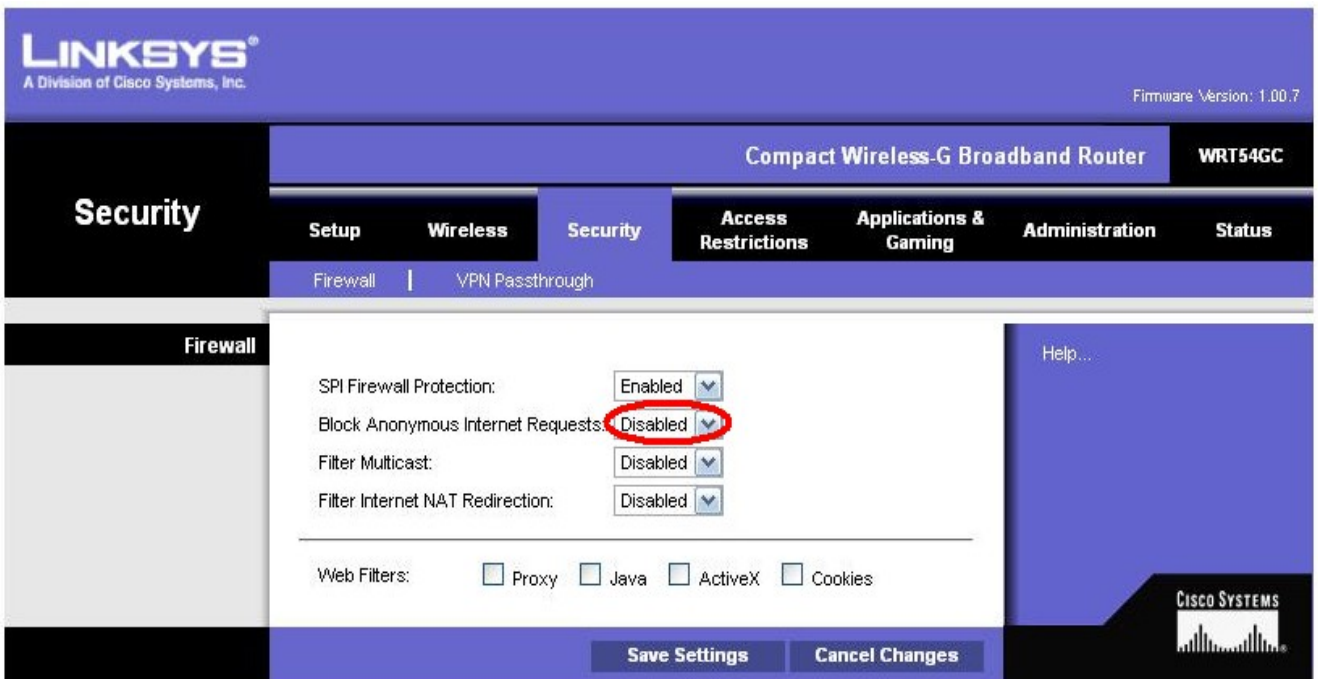 LINKSYS®
A Division of Cisco Systems, Inc.
Firmware Version: 1.00.7
Compact Wireless-G Broadband Router WRT54GC
Security
Setup Wireless Security Access Restrictions Applications & Gaming Administration Status
Firewall | VPN Passthrough
Firewall
Help...
SPI Firewall Protection: Enabled
Block Anonymous Internet Requests: Disabled
Filter Multicast: Disabled
Filter Internet NAT Redirection: Disabled
Web Filters: Proxy Java ActiveX Cookies
CISCO SYSTEMS
Save Settings Cancel Changes